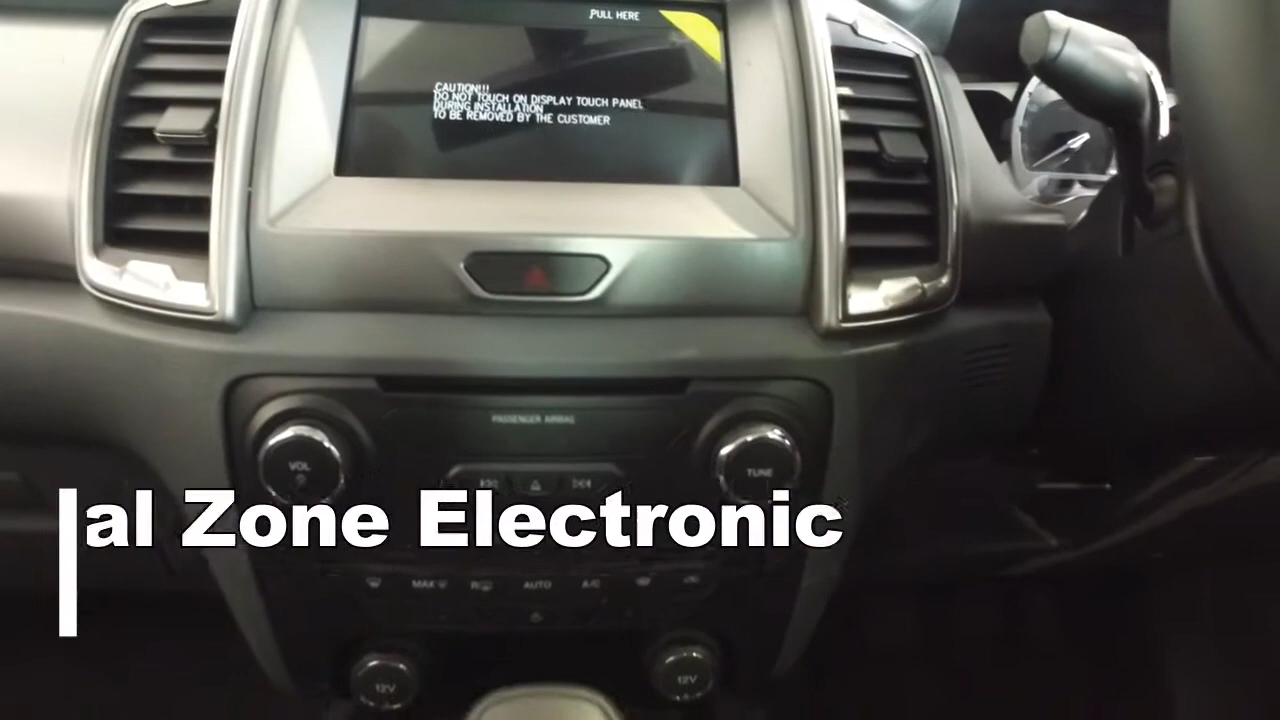 PULL HERE
CAUTION!!!
DO NOT TOUCH ON DISPLAY TOUCH PANEL
DURING INSTALLATION
TO BE REMOVED BY THE CUSTOMER
PASSENGER AIRBAG
VOL
TUNE
al Zone Electronic
MAX
R
AUTO
A/C
12V
12V